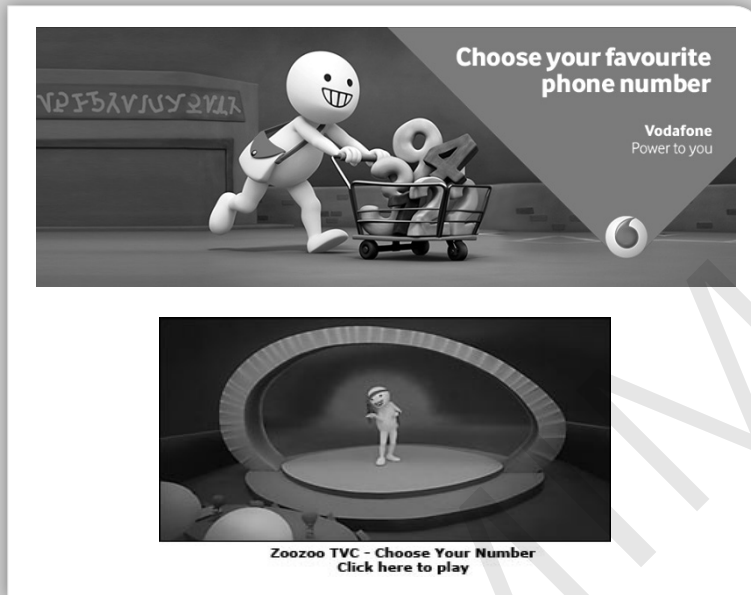 Choose your favourite
phone number
Vodafone
Power to you
Zoozoo TVC - Choose Your Number
Click here to play